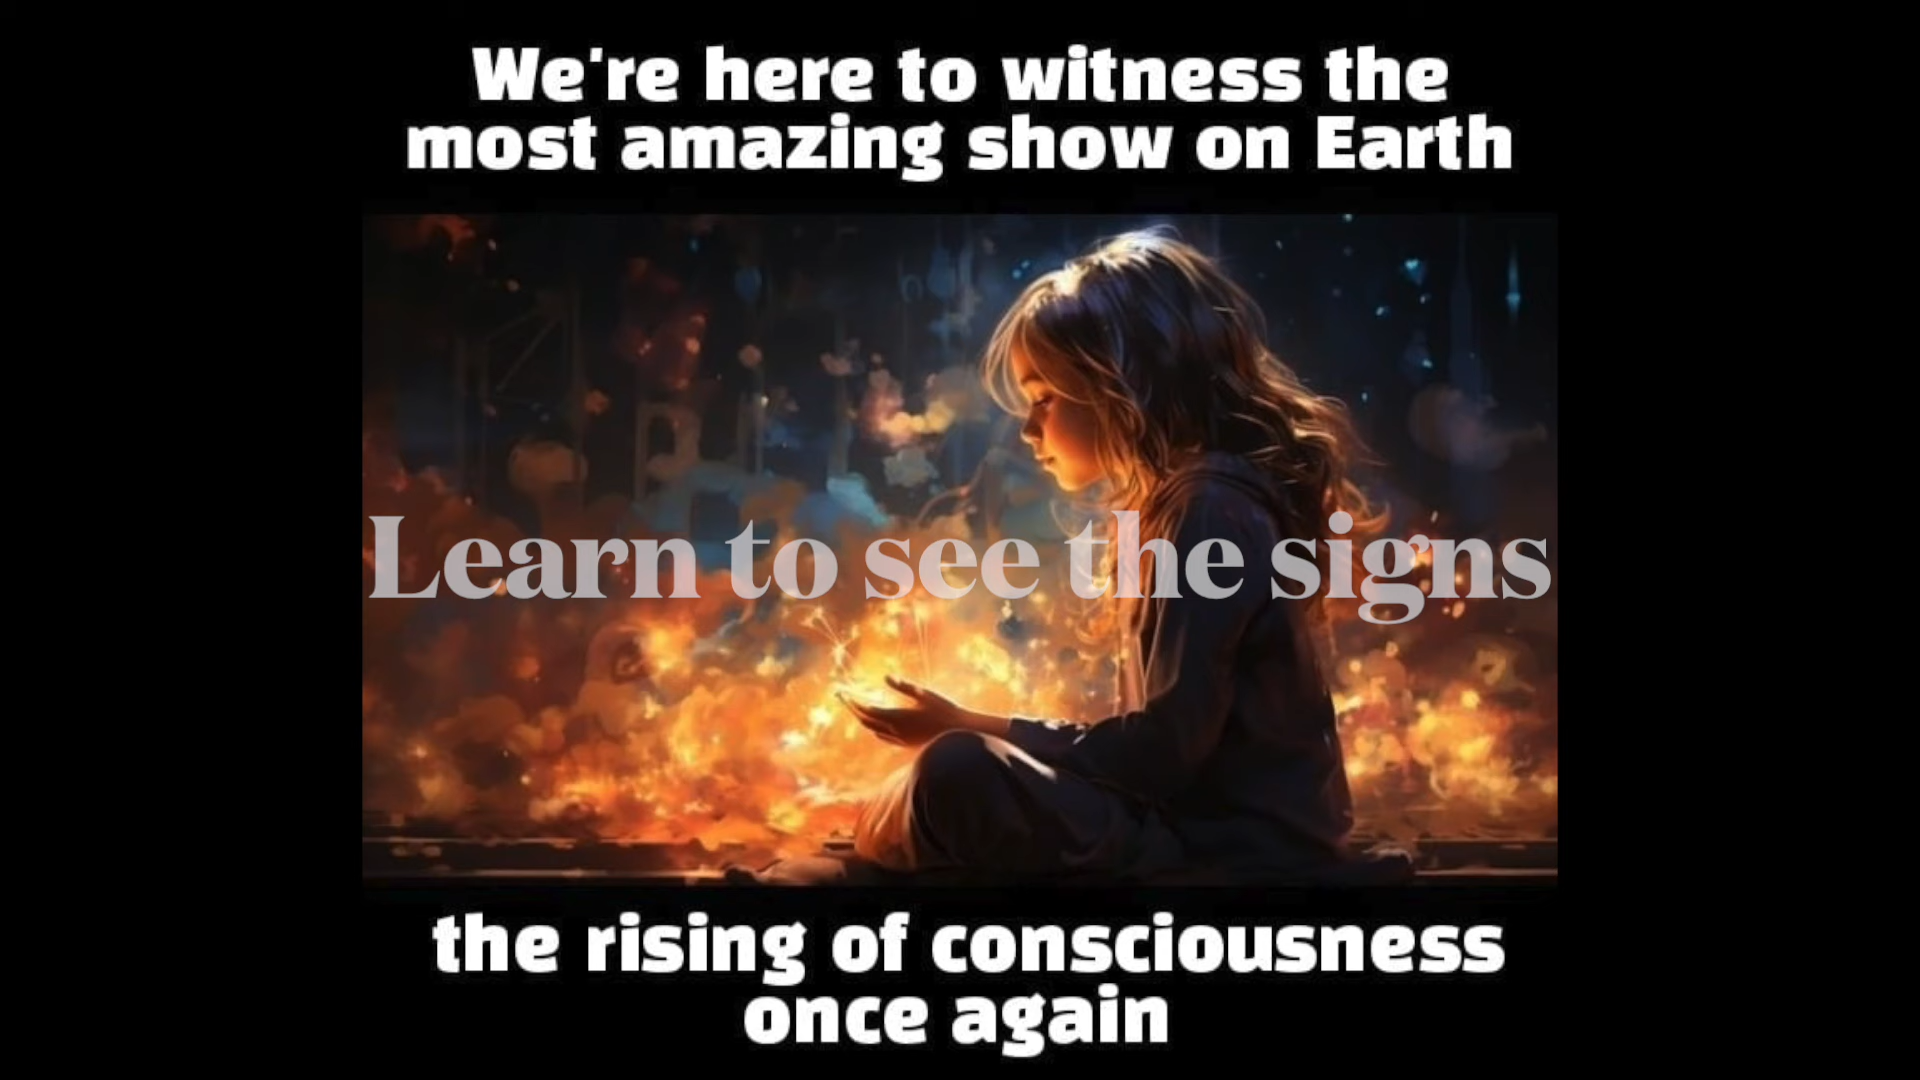 We're here to witness the
most amazing show on Earth
Learn to see the signs
the rising of consciousness
once again